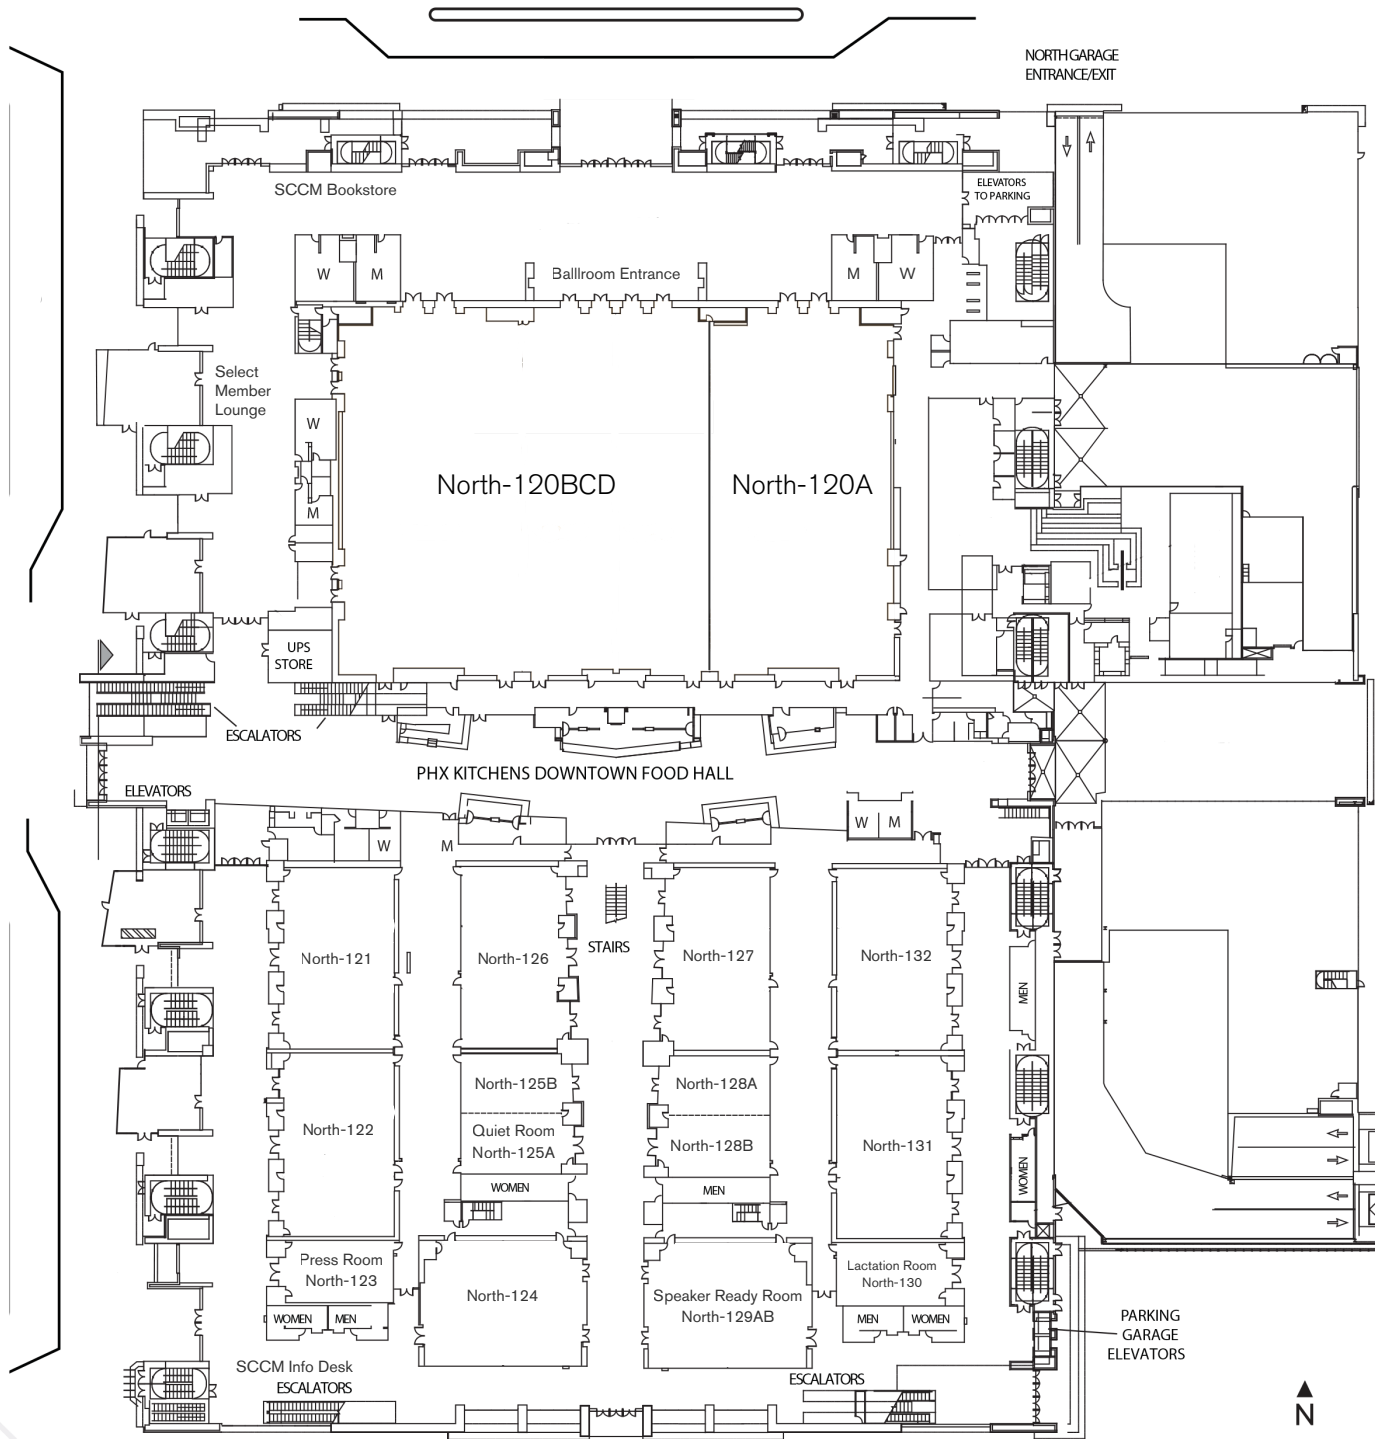 NORTH GARAGE
ENTRANCE/EXIT
SCCM Bookstore
ELEVATORS
TO PARKING
W
M
Balllroom Entrance
M
W
Select
Member
Lounge
W
North-120BCD
North-120A
M
UPS
STORE
ESCALATORS
PHX KITCHENS DOWNTOWN FOOD HALL
ELEVATORS
W
M
W
M
STAIRS
North-121
North-126
North-127
North-132
MEN
North-125B
North-128A
North-122
Quiet Room
North-125A
North-128B
North-131
WOMEN
WOMEN
MEN
Press Room
North-123
North-124
Speaker Ready Room
North-129AB
Lactation Room
North-130
WOMEN
MEN
MEN
WOMEN
PARKING
GARAGE
ELEVATORS
SCCM Info Desk
ESCALATORS
ESCALATORS
N